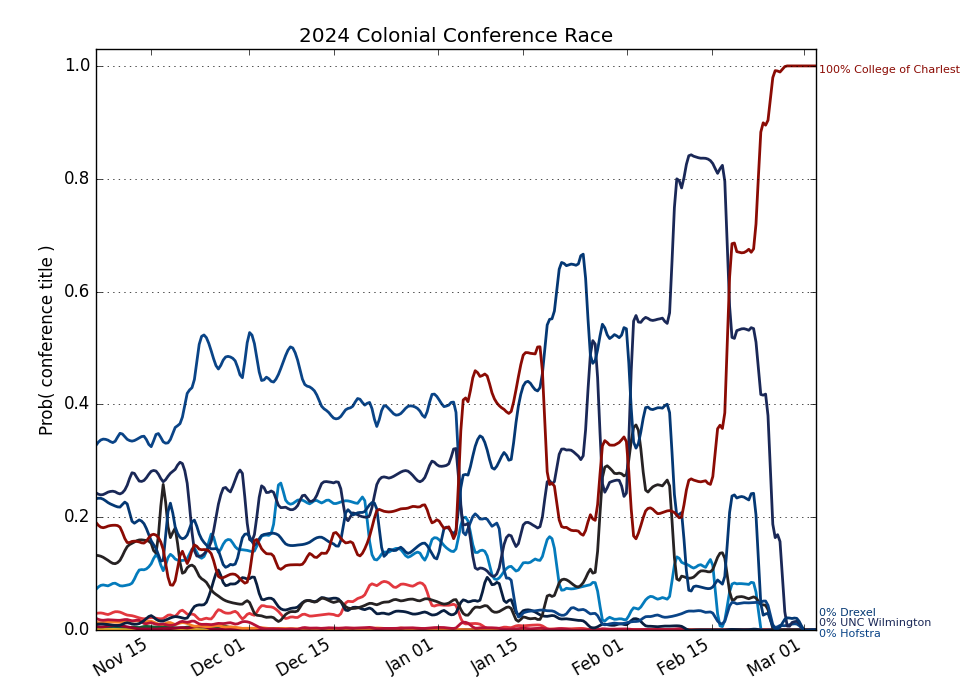 2024 Colonial Conference Race
Prob( conference title )
1.0
0.8
0.6
0.4
0.2
0.0
Nov 15
Dec 01
Dec 15
Jan 01
Jan 15
Feb 01
Feb 15
Mar 01
100% College of Charlest
0% Drexel
0% UNC Wilmington
0% Hofstra